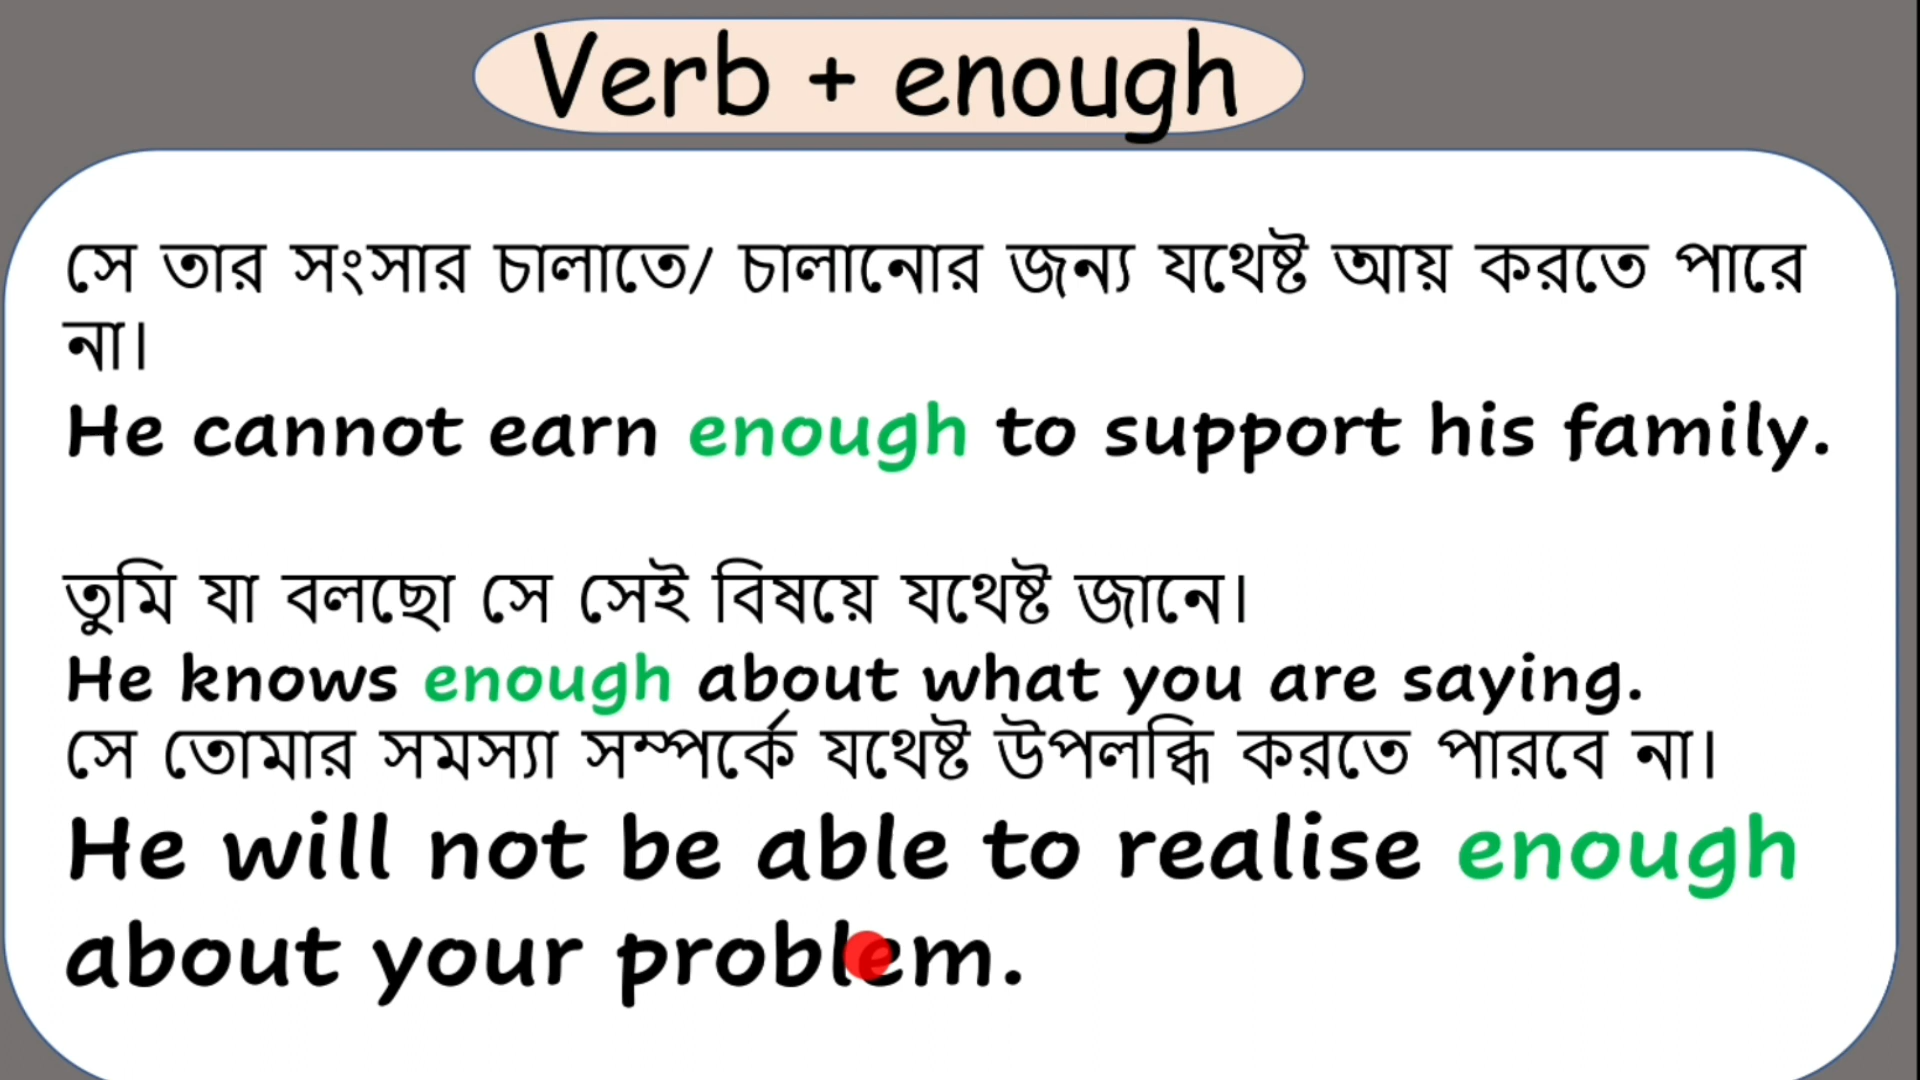 Verb + enough
সে তার সংসার চালাতে/ চালানোর জন্য যথেষ্ট আয় করতে পারে
না।
He cannot earn enough to support his family.
তুমি যা বলছো সে সেই বিষয়ে যথেষ্ট জানে।
He knows enough about what you are saying.
সে তোমার সমস্যা সম্পর্কে যথেষ্ট উপলব্ধি করতে পারবে না।
He will not be able to realise enough
about your problem.